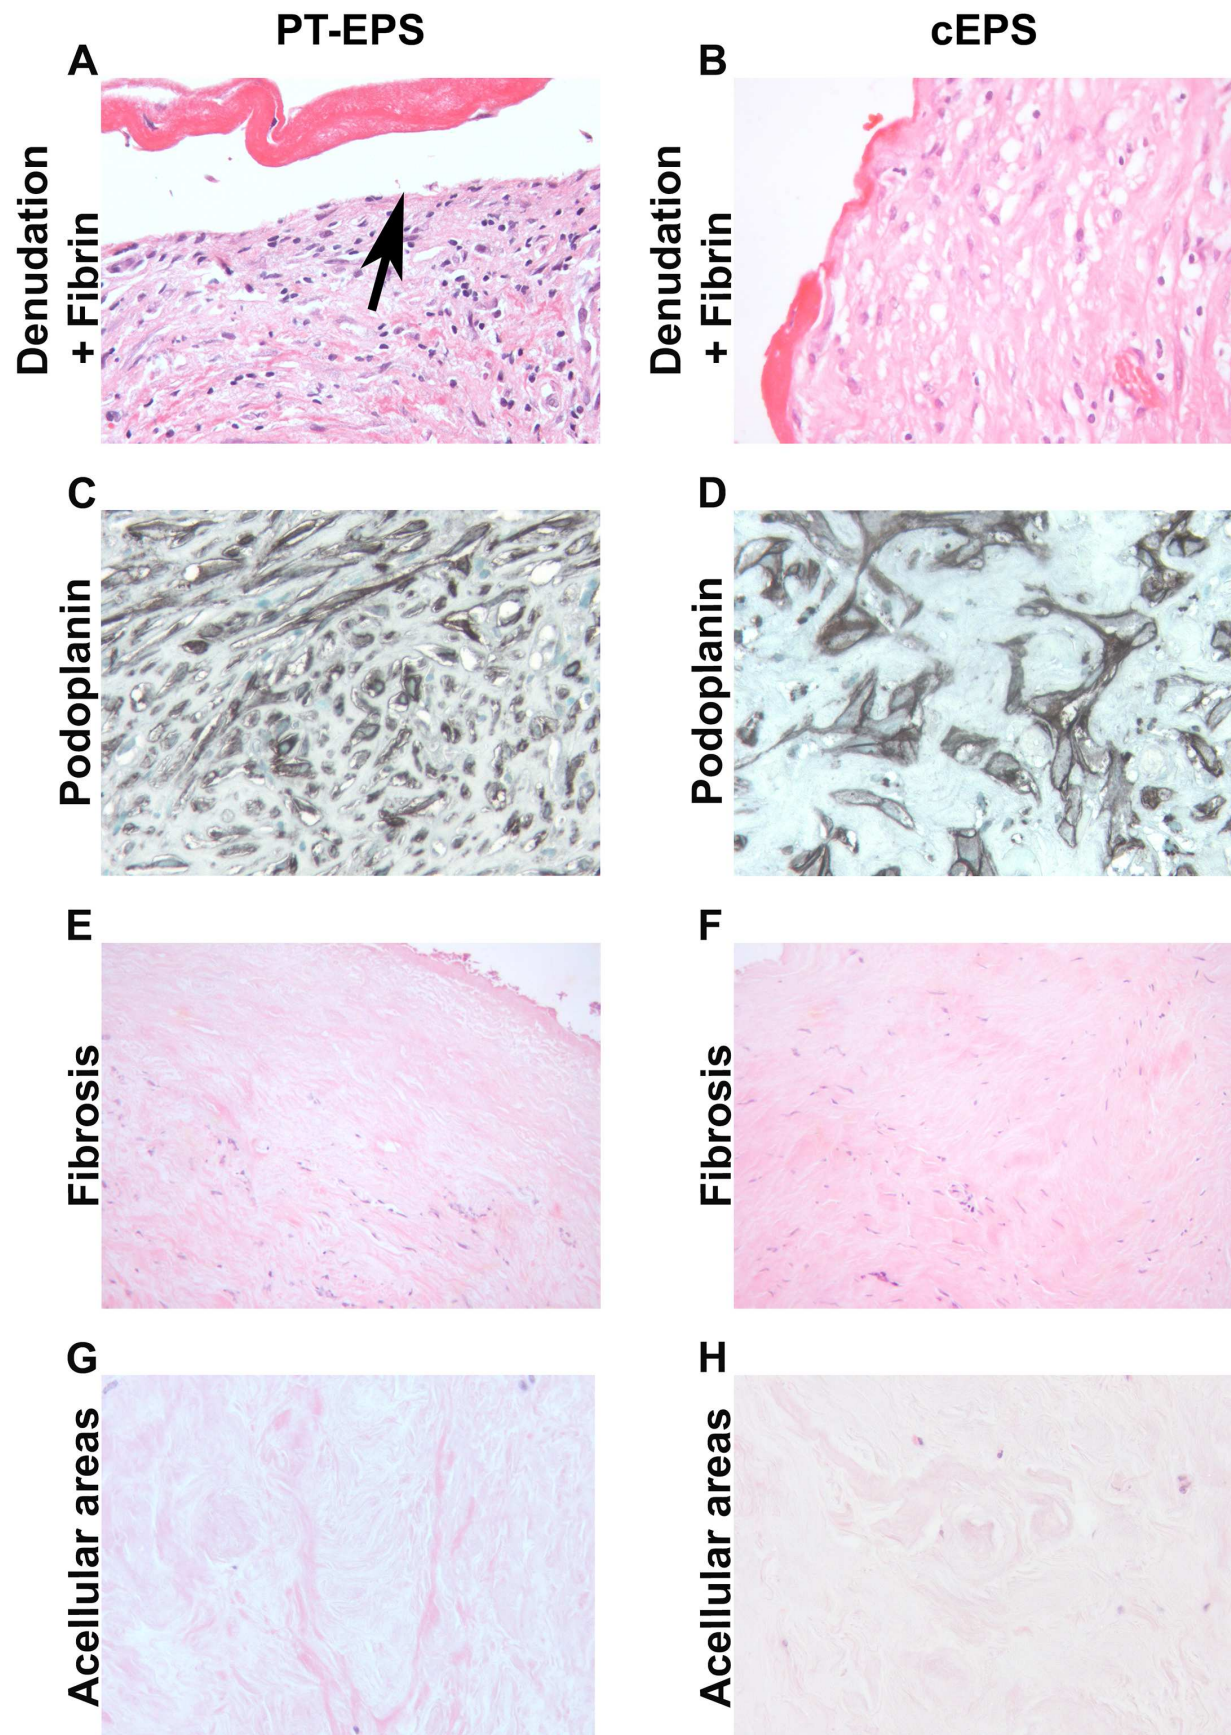 PT-EPS
cEPS
A
B
Denudation
+ Fibrin
Denudation
+ Fibrin
C
D
Podoplanin
Podoplanin
E
F
Fibrosis
Fibrosis
G
H
Acellular areas
Acellular areas